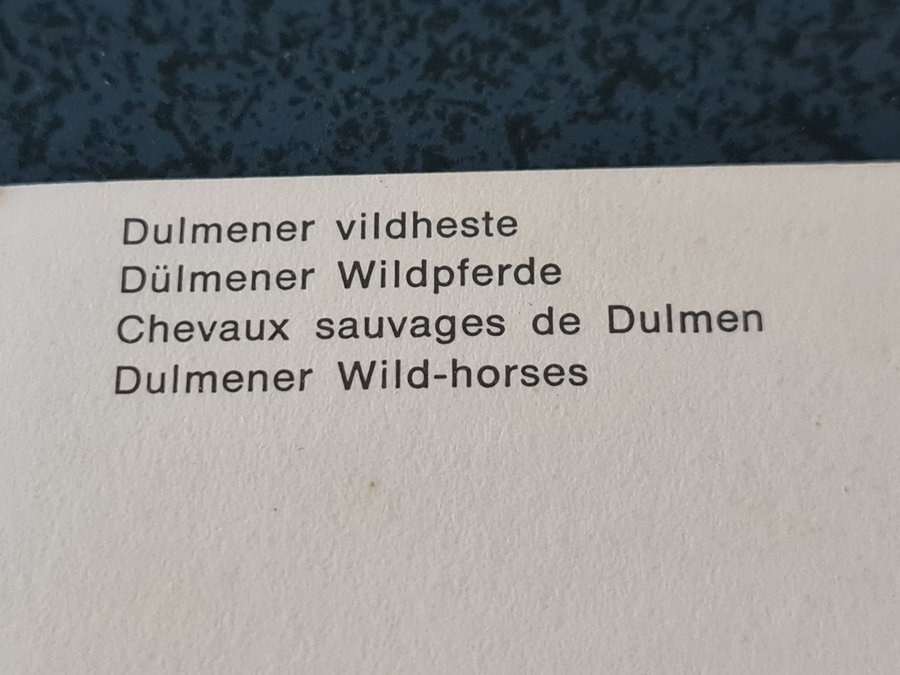 Dulmener vildheste
Dülmener Wildpferde
Chevaux sauvages de Dulmen
Dulmener Wild-horses